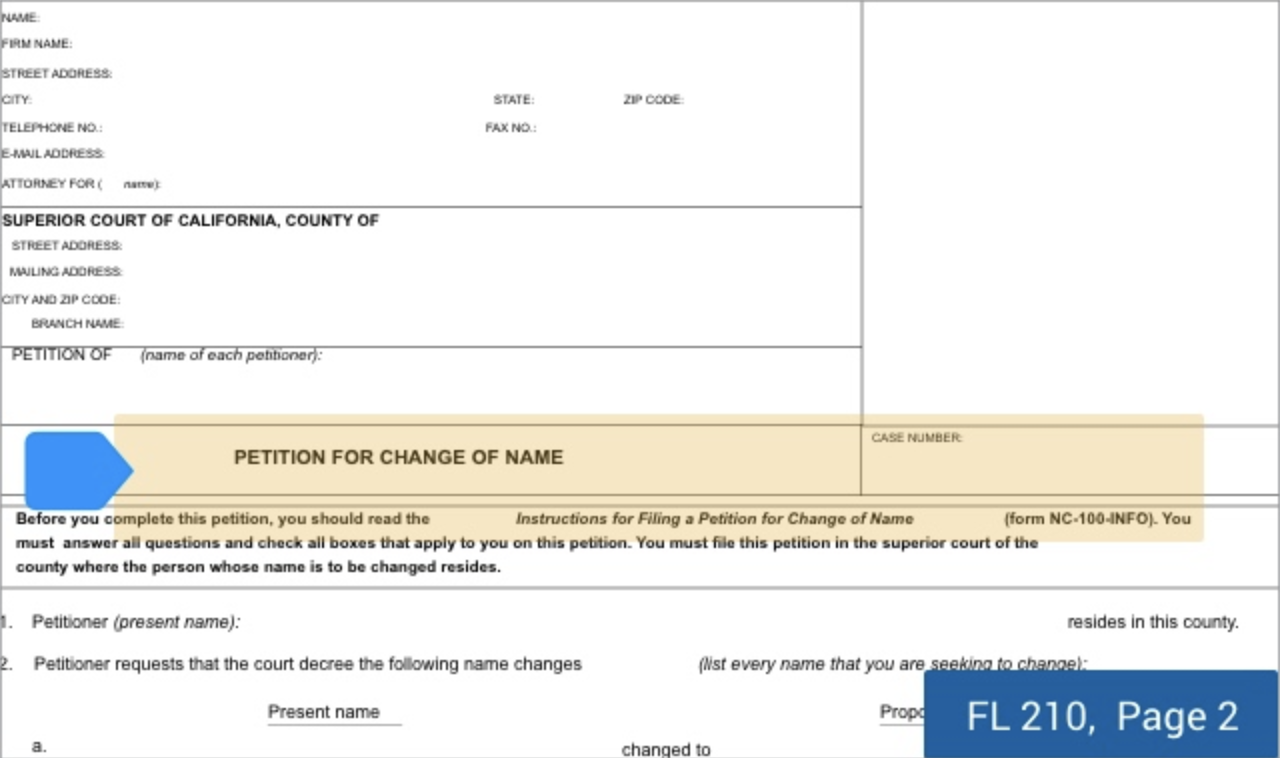 NAME:
FIRM NAME:
STREET ADDRESS:
CITY: STATE: ZIP CODE:
TELEPHONE NO.: FAX NO.:
E-MAIL ADDRESS:
ATTORNEY FOR ( name):
SUPERIOR COURT OF CALIFORNIA, COUNTY OF
STREET ADDRESS:
MAILING ADDRESS:
CITY AND ZIP CODE:
BRANCH NAME:
PETITION OF (name of each petitioner):
PETITION FOR CHANGE OF NAME
CASE NUMBER:
Before you complete this petition, you should read the Instructions for Filing a Petition for Change of Name (form NC-100-INFO). You
must answer all questions and check all boxes that apply to you on this petition. You must file this petition in the superior court of the
county where the person whose name is to be changed resides.
1. Petitioner (present name): resides in this county.
2. Petitioner requests that the court decree the following name changes (list every name that you are seeking to change):
Present name Propo
a. changed to
FL 210, Page 2